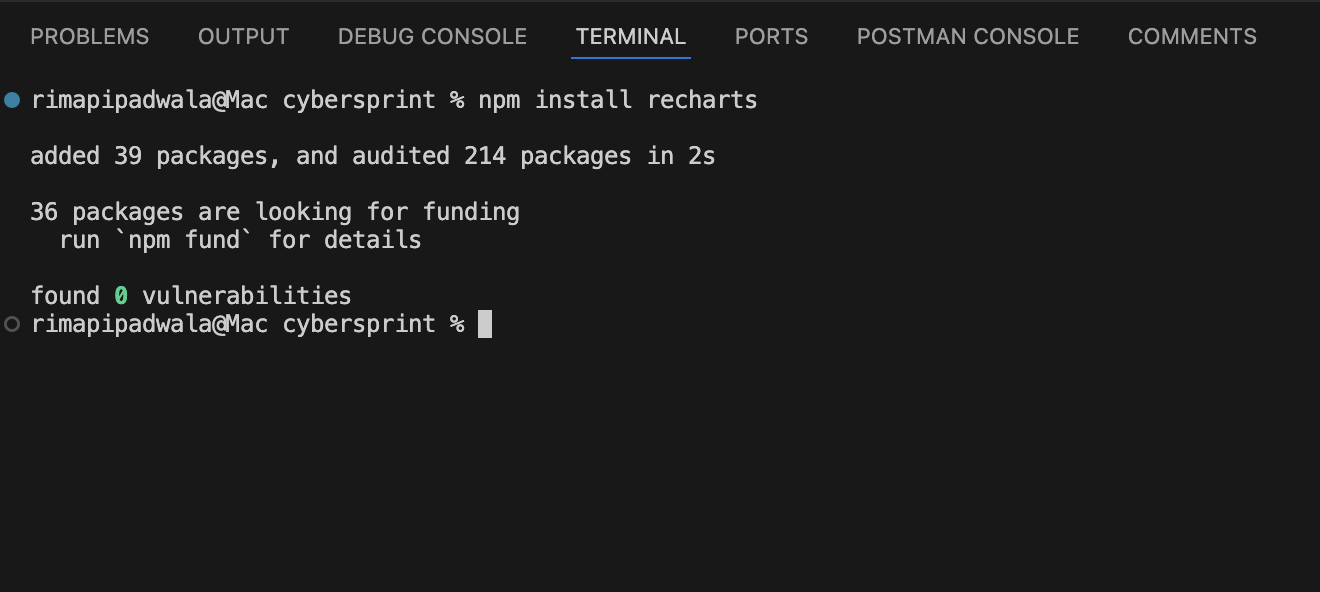 PROBLEMS OUTPUT DEBUG CONSOLE TERMINAL PORTS POSTMAN CONSOLE COMMENTS
rimapipadwala@Mac cybersprint % npm install recharts
added 39 packages, and audited 214 packages in 2s
36 packages are looking for funding
  run `npm fund` for details
found 0 vulnerabilities
rimapipadwala@Mac cybersprint %